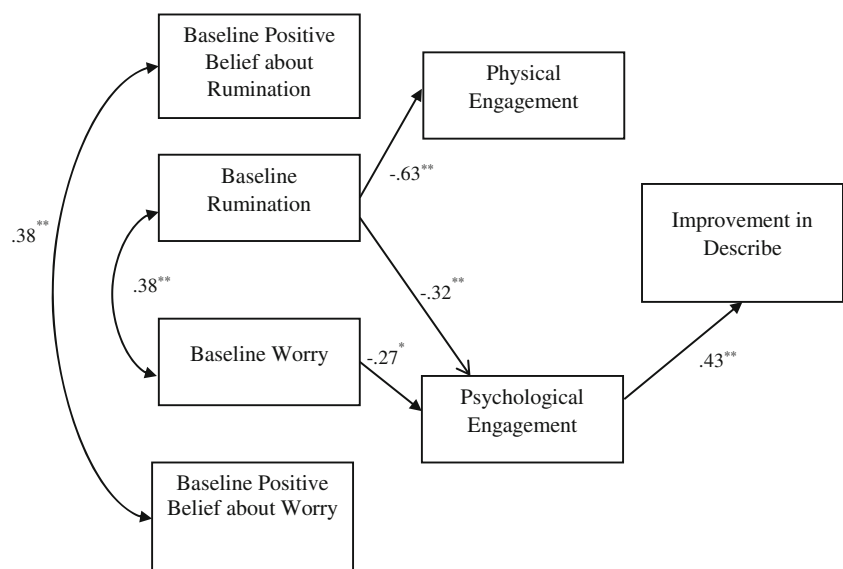 Baseline Positive
Belief about
Rumination
Physical
Engagement
-.63**
Baseline
Rumination
Improvement in
Describe
.38**
.38**
-.32**
Baseline Worry
-.27*
.43**
Psychological
Engagement
Baseline Positive
Belief about Worry